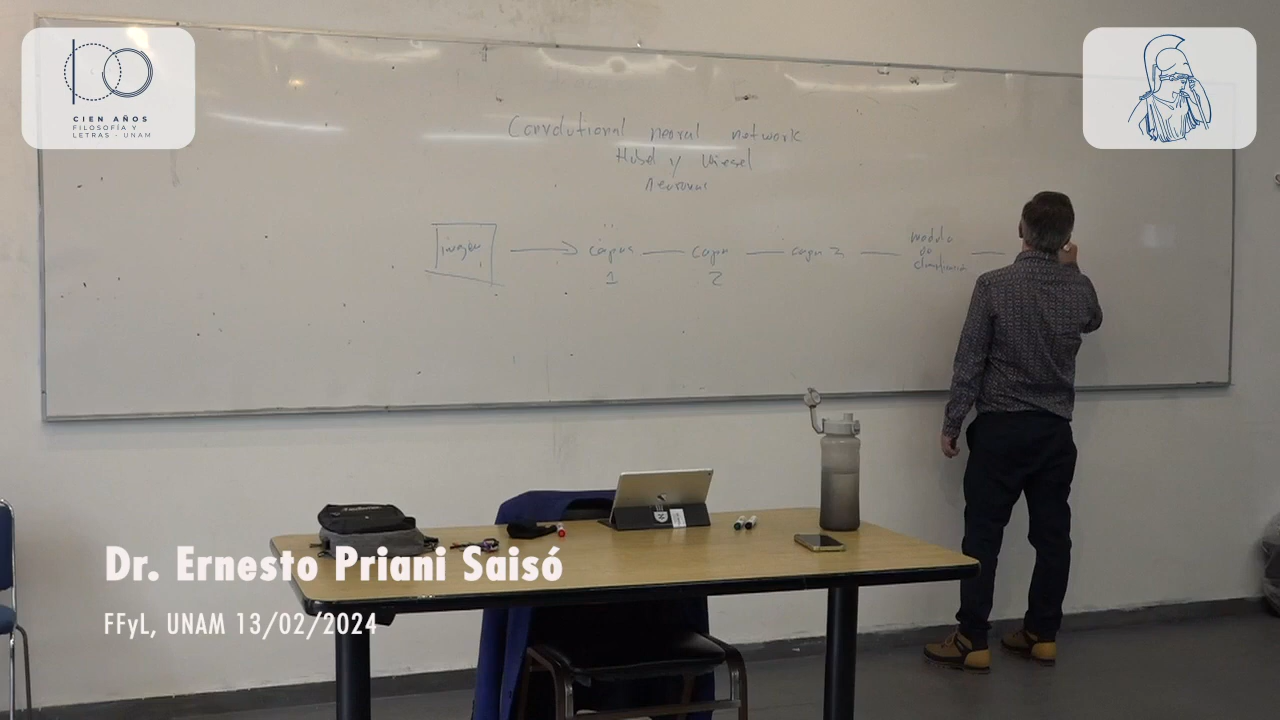 CIEN AÑOS
FILOSOFÍA Y
LETRAS - UNAM
Convolutional neural network
Hubel y Wiesel
Neuronas
imagen
capa
1
capa
2
capa 2
modulo
de
Dr. Ernesto Priani Saisó
FFyL, UNAM 13/02/2024